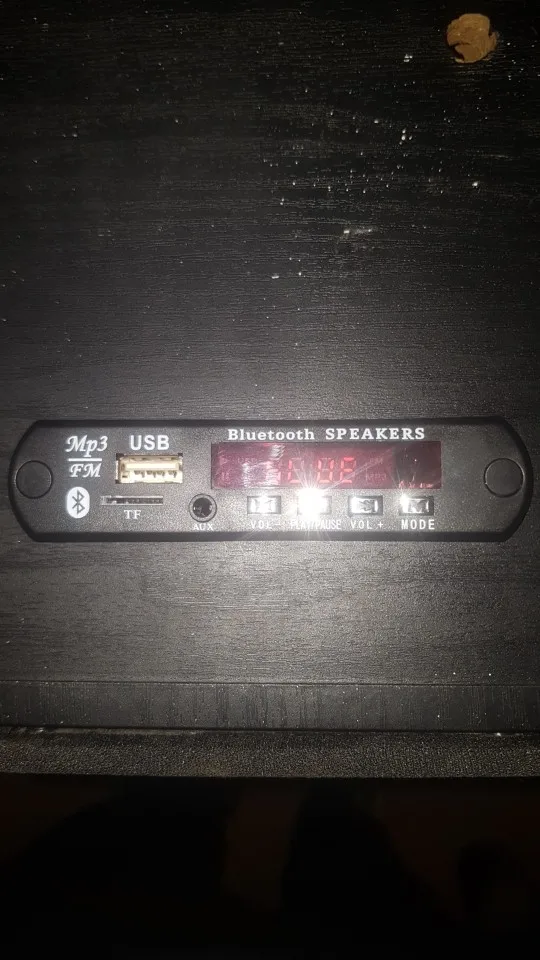 Bluetooth SPEAKERS
Mp3
FM
USB
TF
AUX
VOL - PLAY/PAUSE VOL + MODE